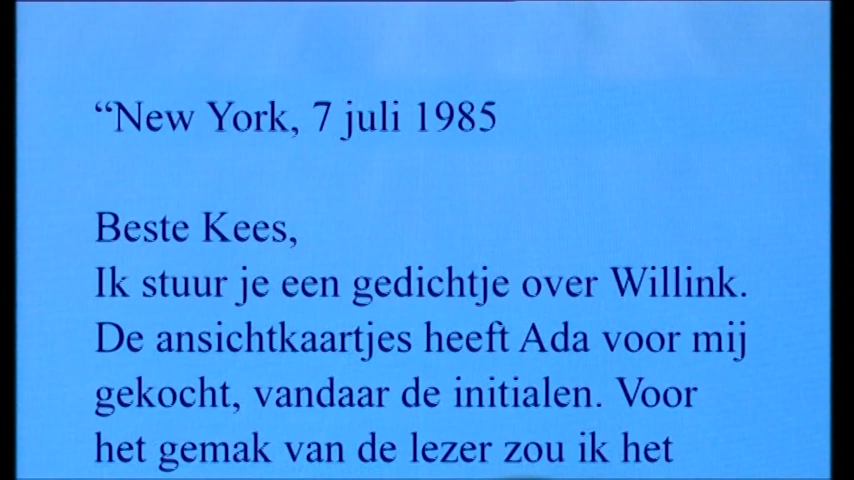 “New York, 7 juli 1985
Beste Kees,
Ik stuur je een gedichtje over Willink.
De ansichtkaartjes heeft Ada voor mij
gekocht, vandaar de initialen. Voor
het gemak van de lezer zou ik het